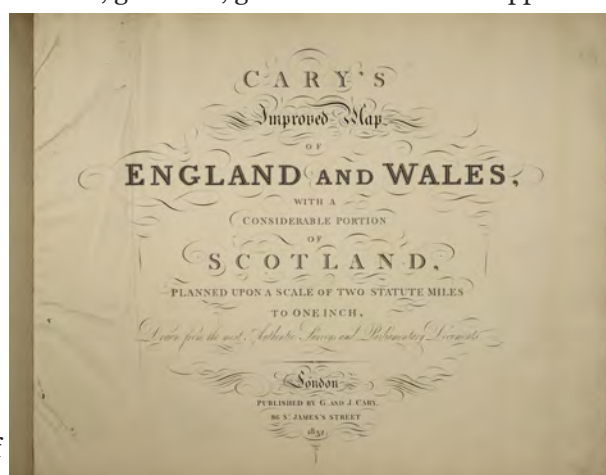 CARY'S
Improved Map
OF
ENGLAND AND WALES,
WITH A
CONSIDERABLE PORTION
OF
SCOTLAND,
PLANNED UPON A SCALE OF TWO STATUTE MILES
TO ONE INCH,
Drawn from the most Authentic Surveys and Parliamentary Documents
London
PUBLISHED BY G. AND J. CARY.
86 ST. JAMES'S STREET
1832.